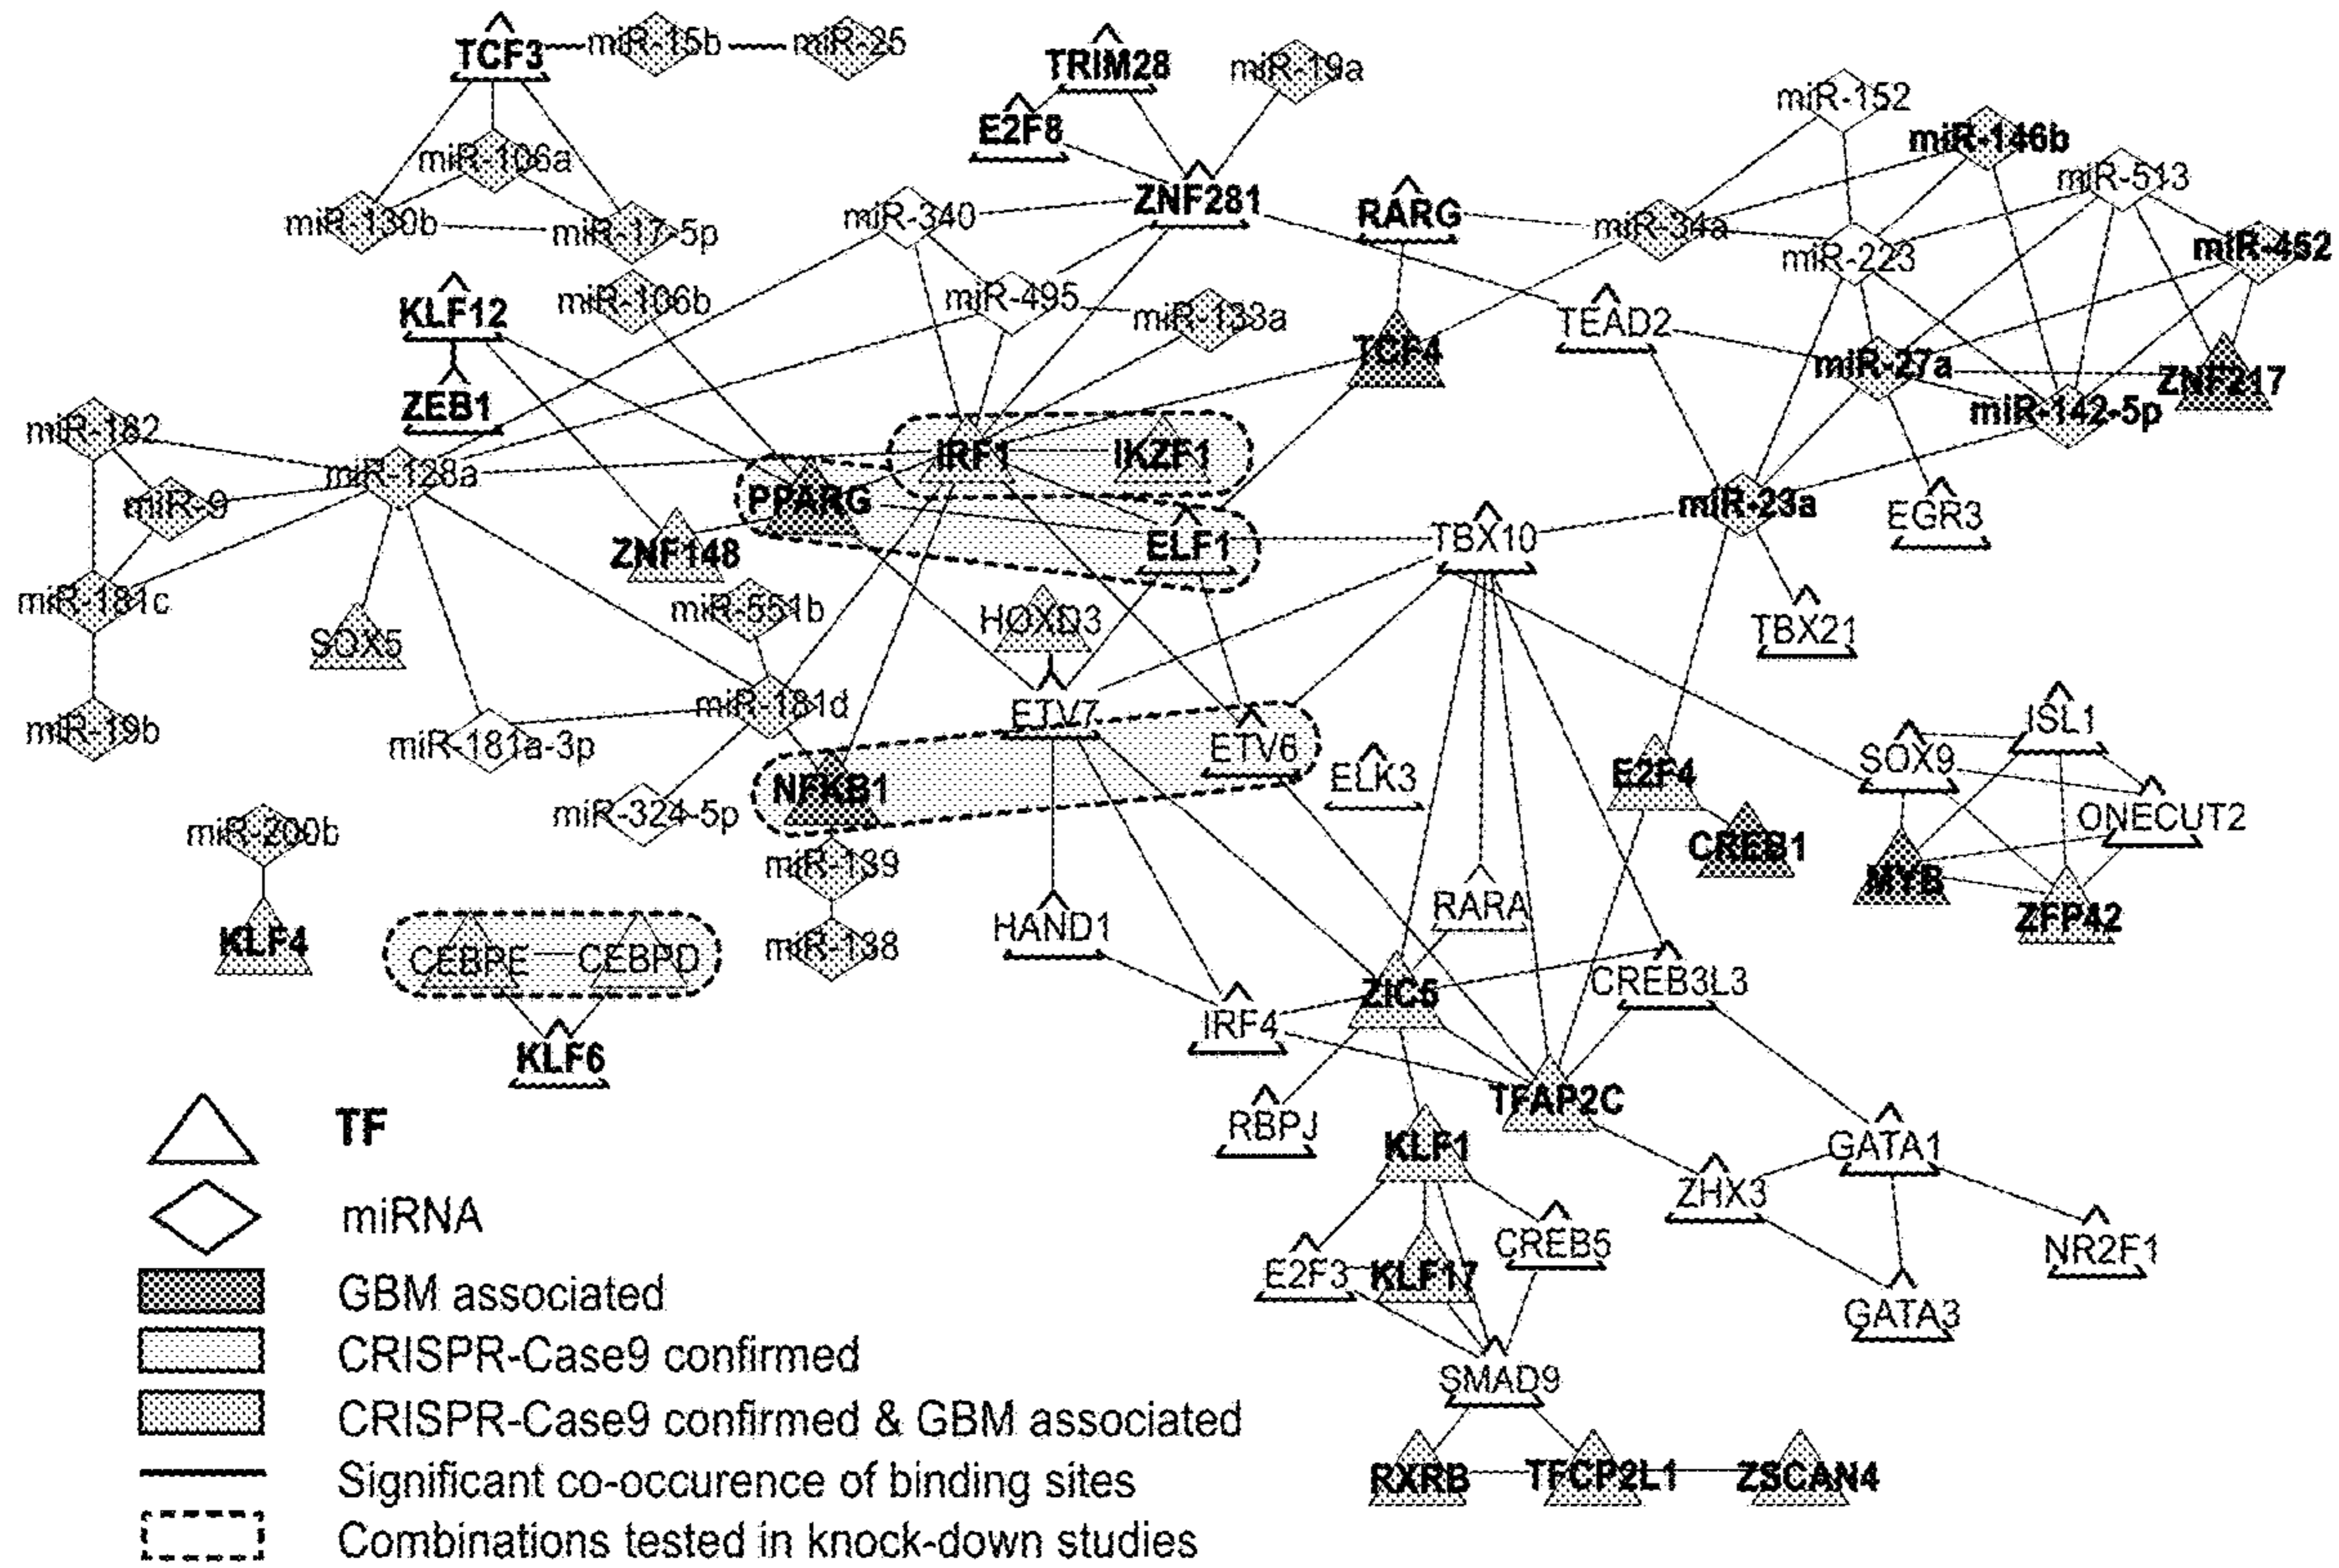 TCF3 miR-15b miR-25
TRIM28 miR-19a
E2F8
miR-152
miR-146b
miR-106a
miR-513
miR-130b miR-17-5p
miR-340 ZNF281 RARG miR-34a
miR-223 miR-452
KLF12 miR-106b miR-495 miR-133a
TEAD2
TCF4 miR-27a ZNF217
ZEB1
miR-142-5p
miR-182
miR-128a IRF1 IKZF1
miR-9 PPARG miR-23a EGR3
ZNF148 ELF1 TBX10
miR-181c miR-551b HOXD3
SOX5 TBX21
miR-19b miR-181a-3p miR-181d ETV7
ETV6 ISL1
SOX9
miR-324-5p NFKB1 ELK3 E2F4
ONECUT2
miR-200b CREB1
miR-139 MYB
KLF4 HAND1 RARA ZFP42
CEBPE CEBPD miR-138
ZIC5 CREB3L3
IRF4
KLF6
TFAP2C
RBPJ
KLF1 GATA1
ZHX3
CREB5 NR2F1
E2F3 KLF17
GATA3
SMAD9
RXRB TFCP2L1 ZSCAN4
TF
miRNA
GBM associated
CRISPR-Case9 confirmed
CRISPR-Case9 confirmed & GBM associated
Significant co-occurence of binding sites
Combinations tested in knock-down studies